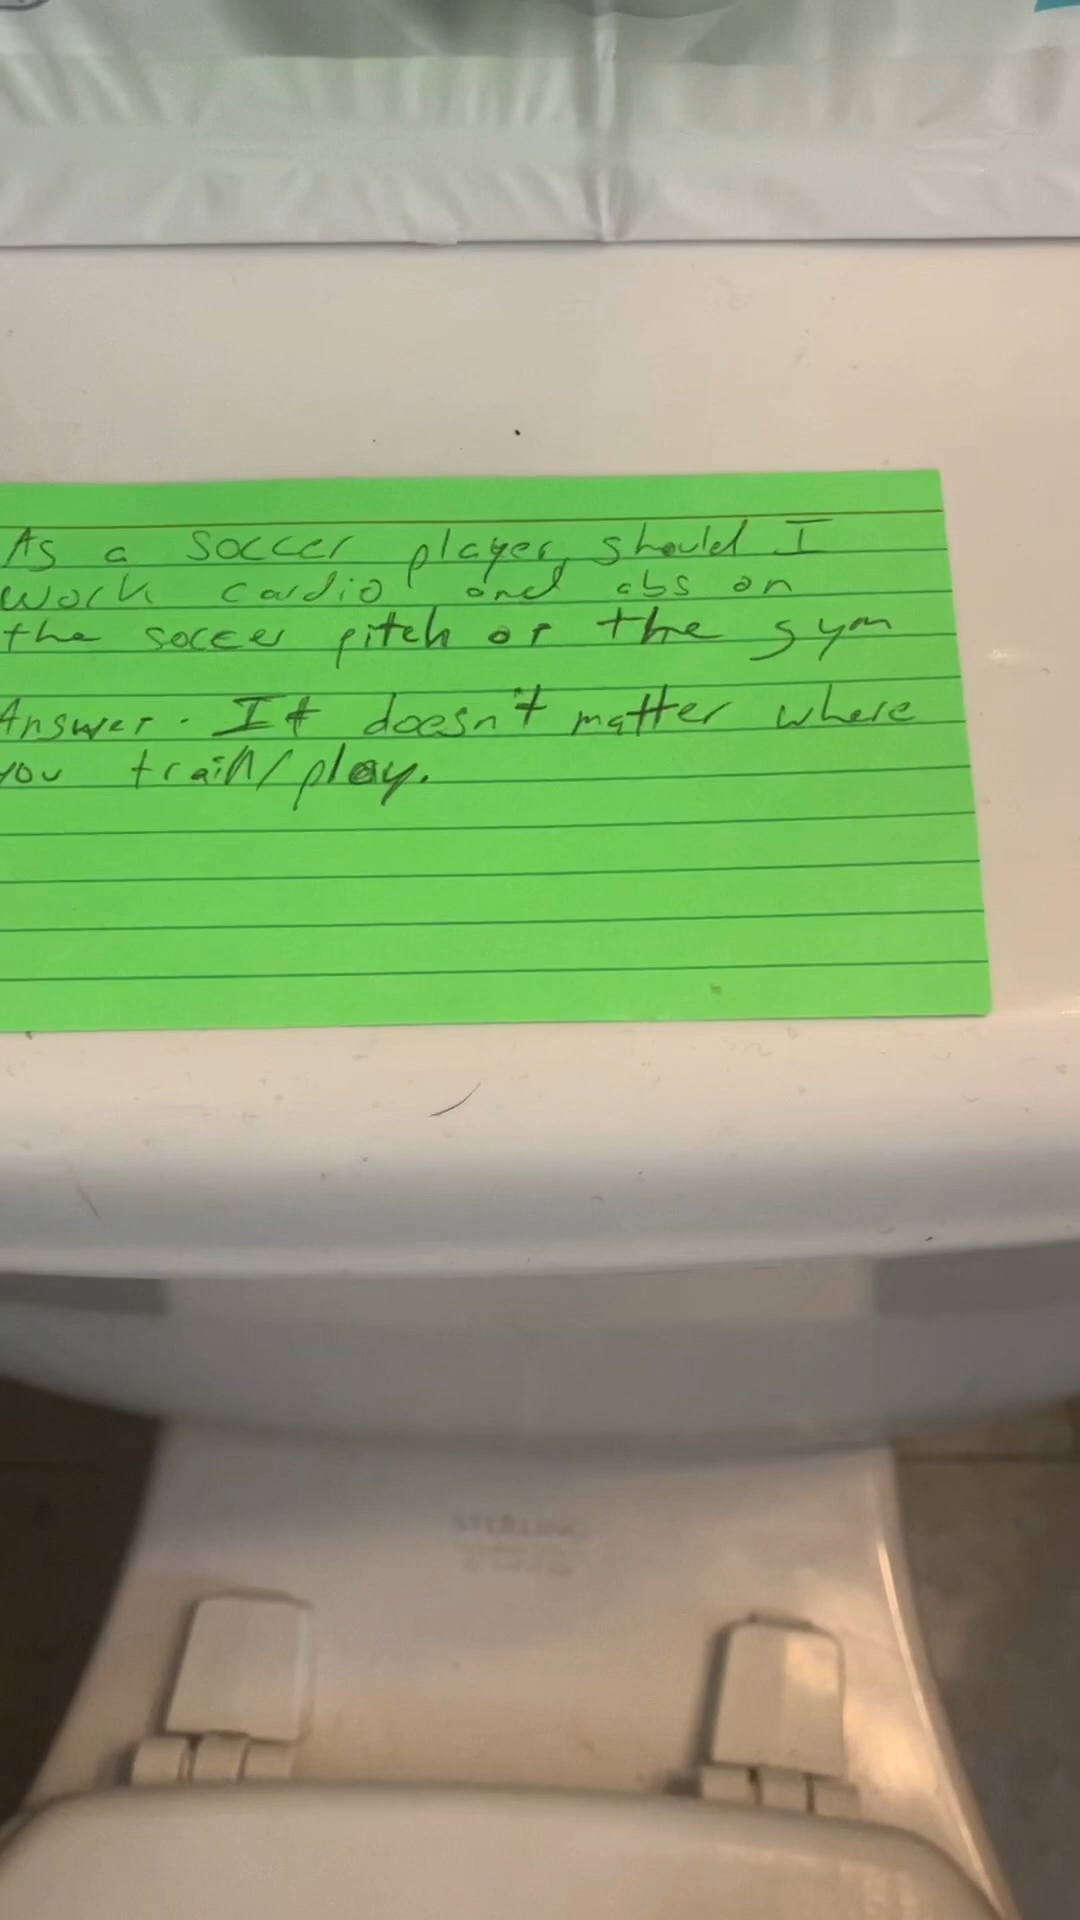 As a soccer player, should I
work cardio and abs on
the soccer pitch or the gym
Answer. It doesn't matter where
you train/play.
STERLING